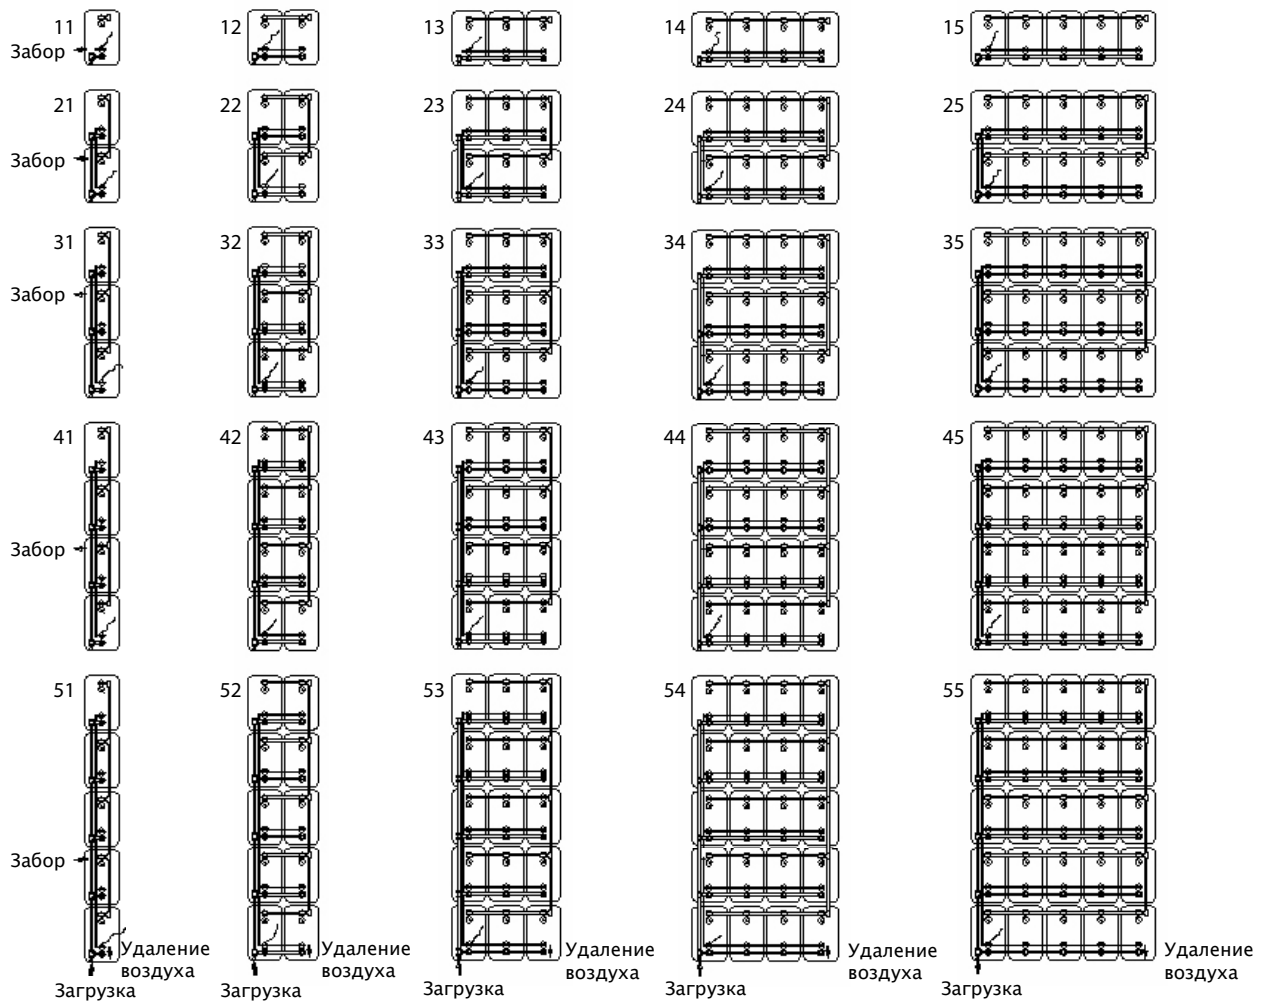 11 12 13 14 15
Забор
21 22 23 24 25
Забор
31 32 33 34 35
Забор
41 42 43 44 45
Забор
51 52 53 54 55
Забор
Удаление Удаление Удаление Удаление Удаление
воздуха воздуха воздуха воздуха воздуха
Загрузка Загрузка Загрузка Загрузка Загрузка